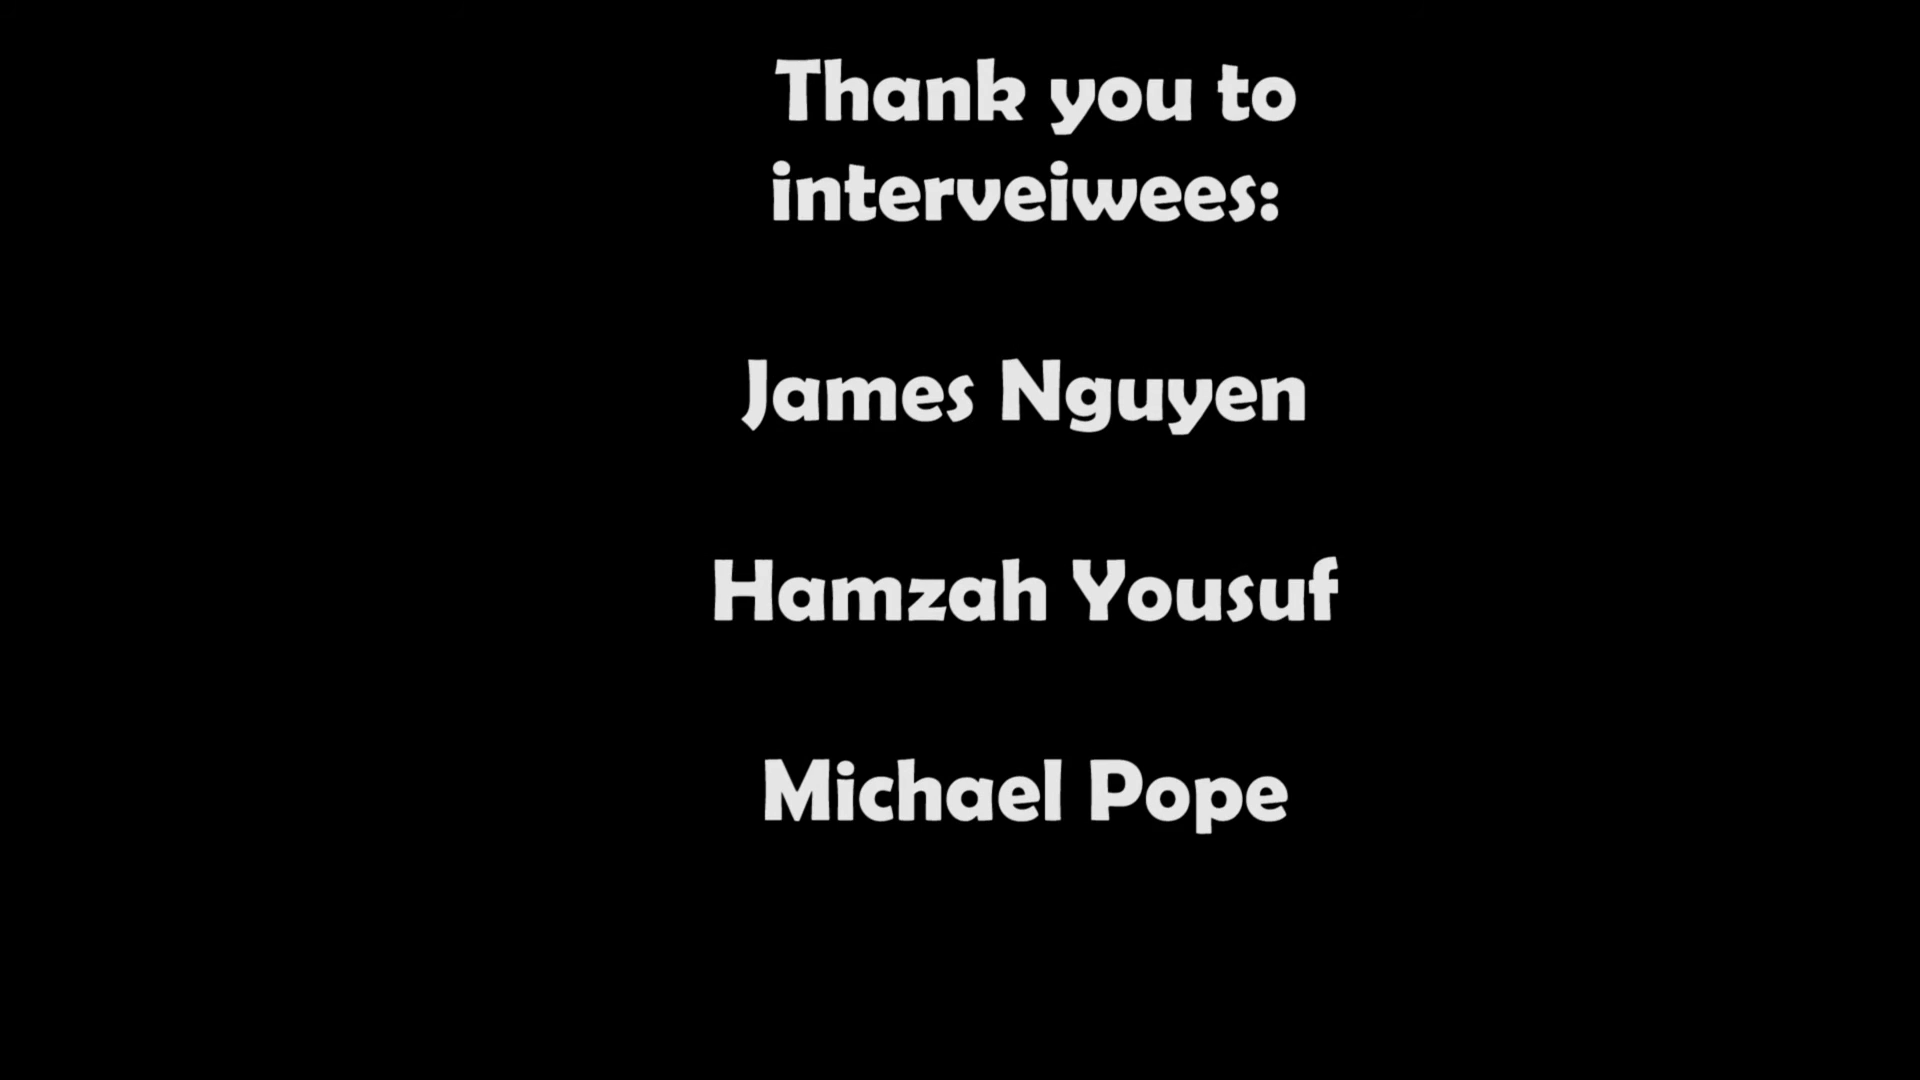 Thank you to
interveiwees:
James Nguyen
Hamzah Yousuf
Michael Pope